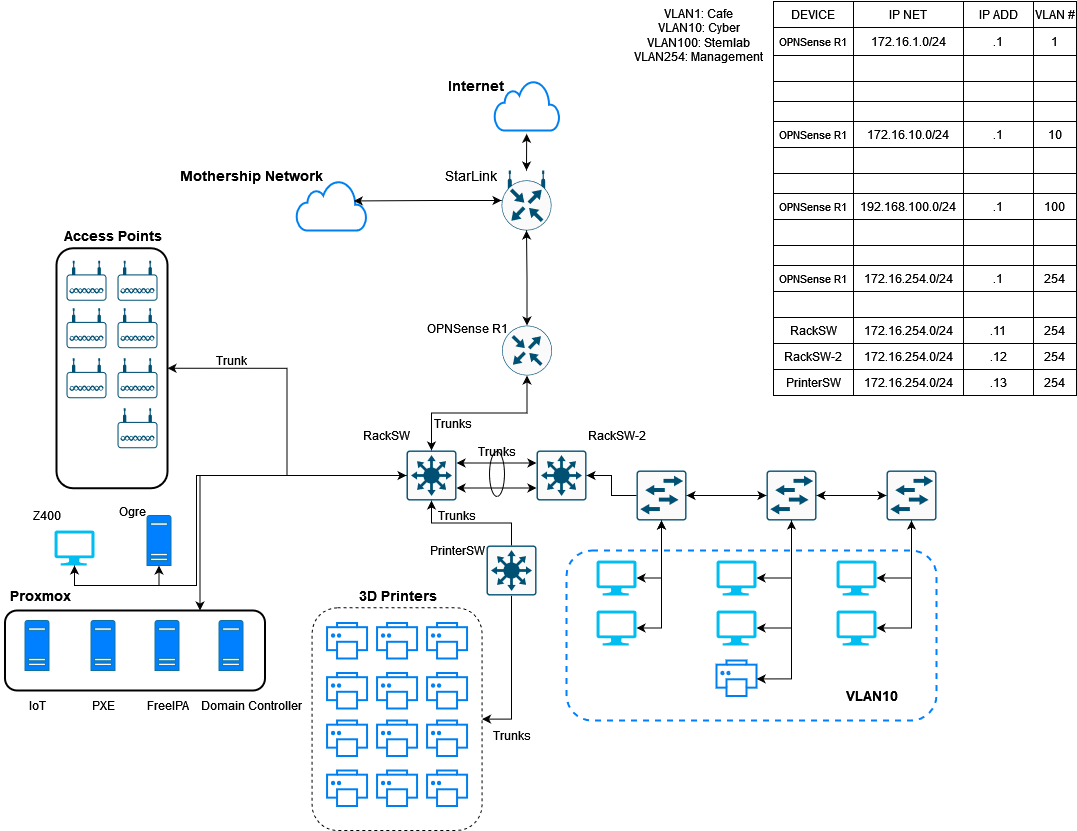 VLAN1: Cafe
VLAN10: Cyber
VLAN100: Stemlab
VLAN254: Management
DEVICE IP NET IP ADD VLAN #
OPNSense R1 172.16.1.0/24 .1 1
OPNSense R1 172.16.10.0/24 .1 10
OPNSense R1 192.168.100.0/24 .1 100
OPNSense R1 172.16.254.0/24 .1 254
RackSW 172.16.254.0/24 .11 254
RackSW-2 172.16.254.0/24 .12 254
PrinterSW 172.16.254.0/24 .13 254
Internet
Mothership Network
StarLink
Access Points
OPNSense R1
Trunk
Trunks
RackSW
RackSW-2
Trunks
Z400
Ogre
Trunks
PrinterSW
Proxmox
3D Printers
IoT
PXE
FreeIPA
Domain Controller
VLAN10
Trunks